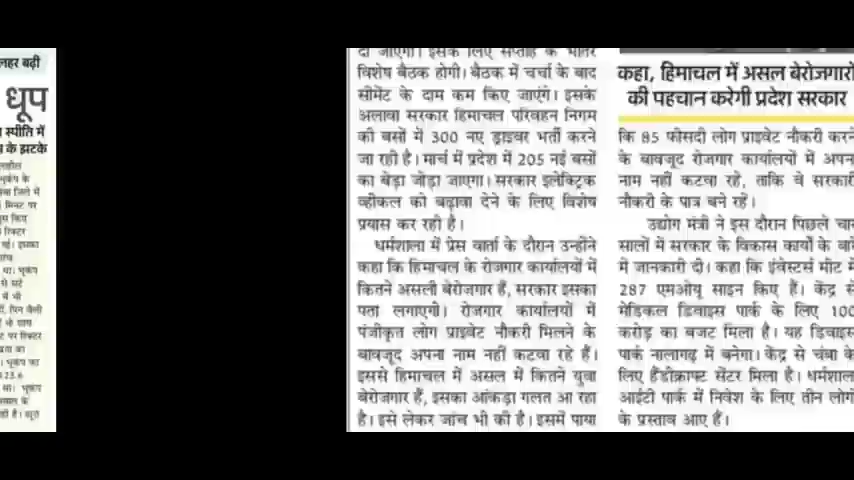 लहर बढ़ी
धूप
स्पीति में
के झटके
दी जाएगी। इसके लिए सप्ताह के भीतर
विशेष बैठक होगी। बैठक में चर्चा के बाद
सीमेंट के दाम कम किए जाएंगे। इसके
अलावा सरकार हिमाचल परिवहन निगम
की बसों में 300 नए ड्राइवर भर्ती करने
जा रही है। मार्च में प्रदेश में 205 नई बसों
का बेड़ा जोड़ा जाएगा। सरकार इलेक्ट्रिक
व्हीकल को बढ़ावा देने के लिए विशेष
प्रयास कर रही है।
धर्मशाला में प्रेस वार्ता के दौरान उन्होंने
कहा कि हिमाचल के रोजगार कार्यालयों में
कितने असली बेरोजगार हैं, सरकार इसका
पता लगाएगी। रोजगार कार्यालयों में
पंजीकृत लोग प्राइवेट नौकरी मिलने के
बावजूद अपना नाम नहीं कटवा रहे हैं।
इससे हिमाचल में असल में कितने युवा
बेरोजगार हैं, इसका आंकड़ा गलत आ रहा
है। इसे लेकर जांच भी की है। इसमें पाया
कहा, हिमाचल में असल बेरोजगारों
की पहचान करेगी प्रदेश सरकार
कि 85 फीसदी लोग प्राइवेट नौकरी करने
के बावजूद रोजगार कार्यालयों में अपना
नाम नहीं कटवा रहे, ताकि वे सरकारी
नौकरी के पात्र बने रहें।
उद्योग मंत्री ने इस दौरान पिछले चार
सालों में सरकार के विकास कार्यों के बारे
में जानकारी दी। कहा कि इंवेस्टर्स मीट में
287 एमओयू साइन किए हैं। केंद्र से
मेडिकल डिवाइस पार्क के लिए 100
करोड़ का बजट मिला है। यह डिवाइस
पार्क नालागढ़ में बनेगा। केंद्र से चंबा के
लिए हैंडीक्राफ्ट सेंटर मिला है। धर्मशाला
आईटी पार्क में निवेश के लिए तीन लोगों
के प्रस्ताव आए हैं।